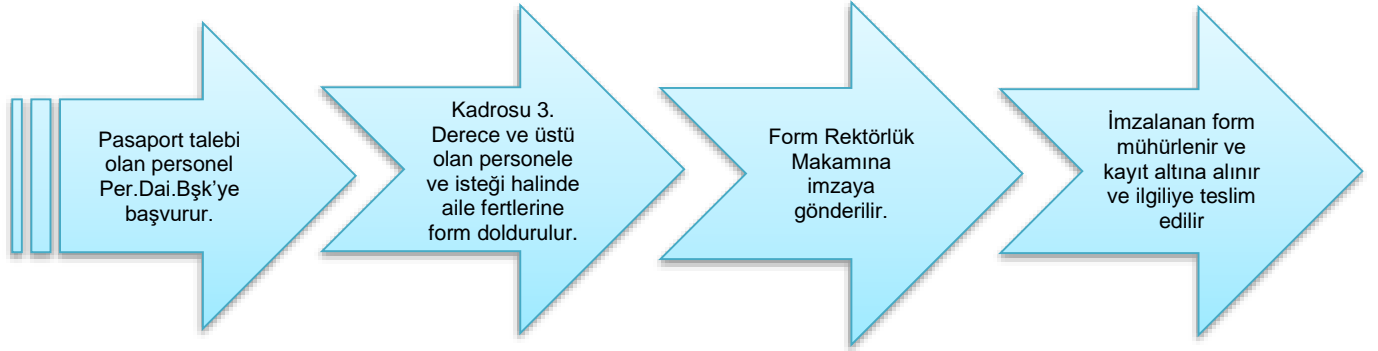 Pasaport talebi
olan personel
Per.Dai.Bşk’ye
başvurur.
Kadrosu 3.
Derece ve üstü
olan personele
ve isteği halinde
aile fertlerine
form doldurulur.
Form Rektörlük
Makamına
imzaya
gönderilir.
İmzalanan form
mühürlenir ve
kayıt altına alınır
ve ilgiliye teslim
edilir